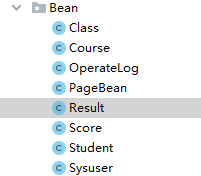 Bean
Class
Course
OperateLog
PageBean
Result
Score
Student
Sysuser